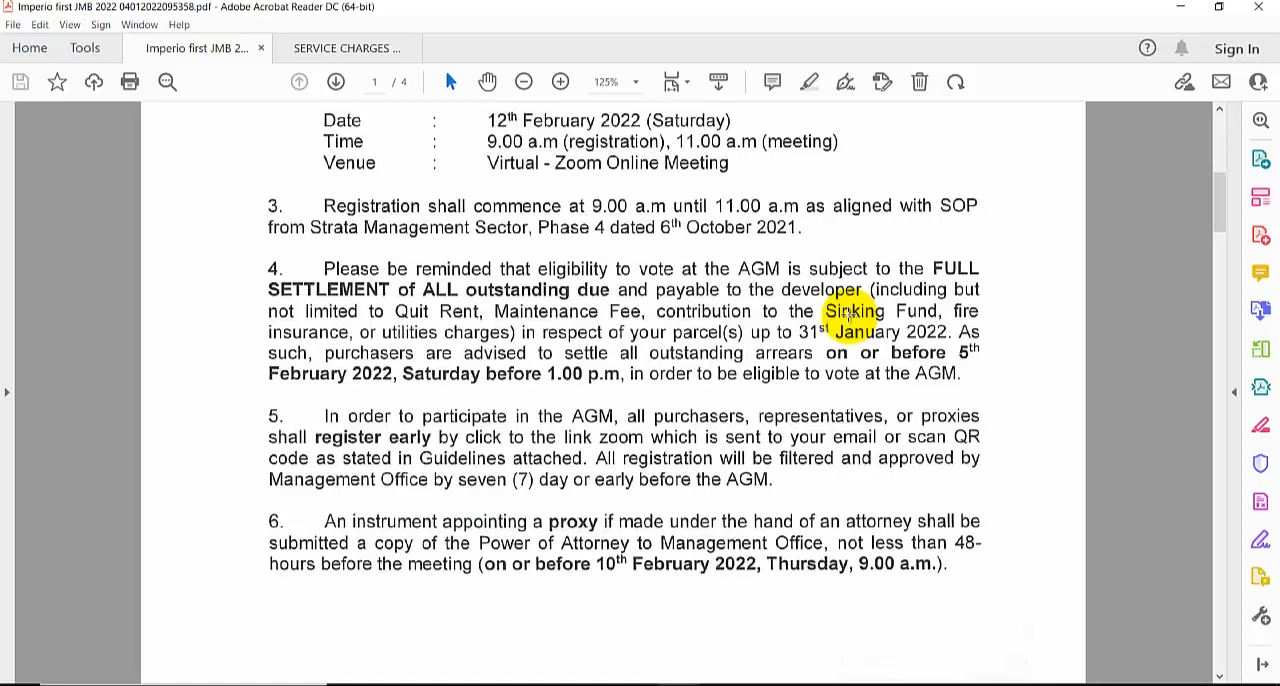 Imperio first JMB 2022 04012022095358.pdf - Adobe Acrobat Reader DC (64-bit)
File Edit View Sign Window Help
Home Tools Imperio first JMB 2... × SERVICE CHARGES ... Sign In
1 / 4 125%
Date : 12th February 2022 (Saturday)
Time : 9.00 a.m (registration), 11.00 a.m (meeting)
Venue : Virtual - Zoom Online Meeting
3. Registration shall commence at 9.00 a.m until 11.00 a.m as aligned with SOP
from Strata Management Sector, Phase 4 dated 6th October 2021.
4. Please be reminded that eligibility to vote at the AGM is subject to the FULL
SETTLEMENT of ALL outstanding due and payable to the developer (including but
not limited to Quit Rent, Maintenance Fee, contribution to the Sinking Fund, fire
insurance, or utilities charges) in respect of your parcel(s) up to 31st January 2022. As
such, purchasers are advised to settle all outstanding arrears on or before 5th
February 2022, Saturday before 1.00 p.m, in order to be eligible to vote at the AGM.
5. In order to participate in the AGM, all purchasers, representatives, or proxies
shall register early by click to the link zoom which is sent to your email or scan QR
code as stated in Guidelines attached. All registration will be filtered and approved by
Management Office by seven (7) day or early before the AGM.
6. An instrument appointing a proxy if made under the hand of an attorney shall be
submitted a copy of the Power of Attorney to Management Office, not less than 48-
hours before the meeting (on or before 10th February 2022, Thursday, 9.00 a.m.).